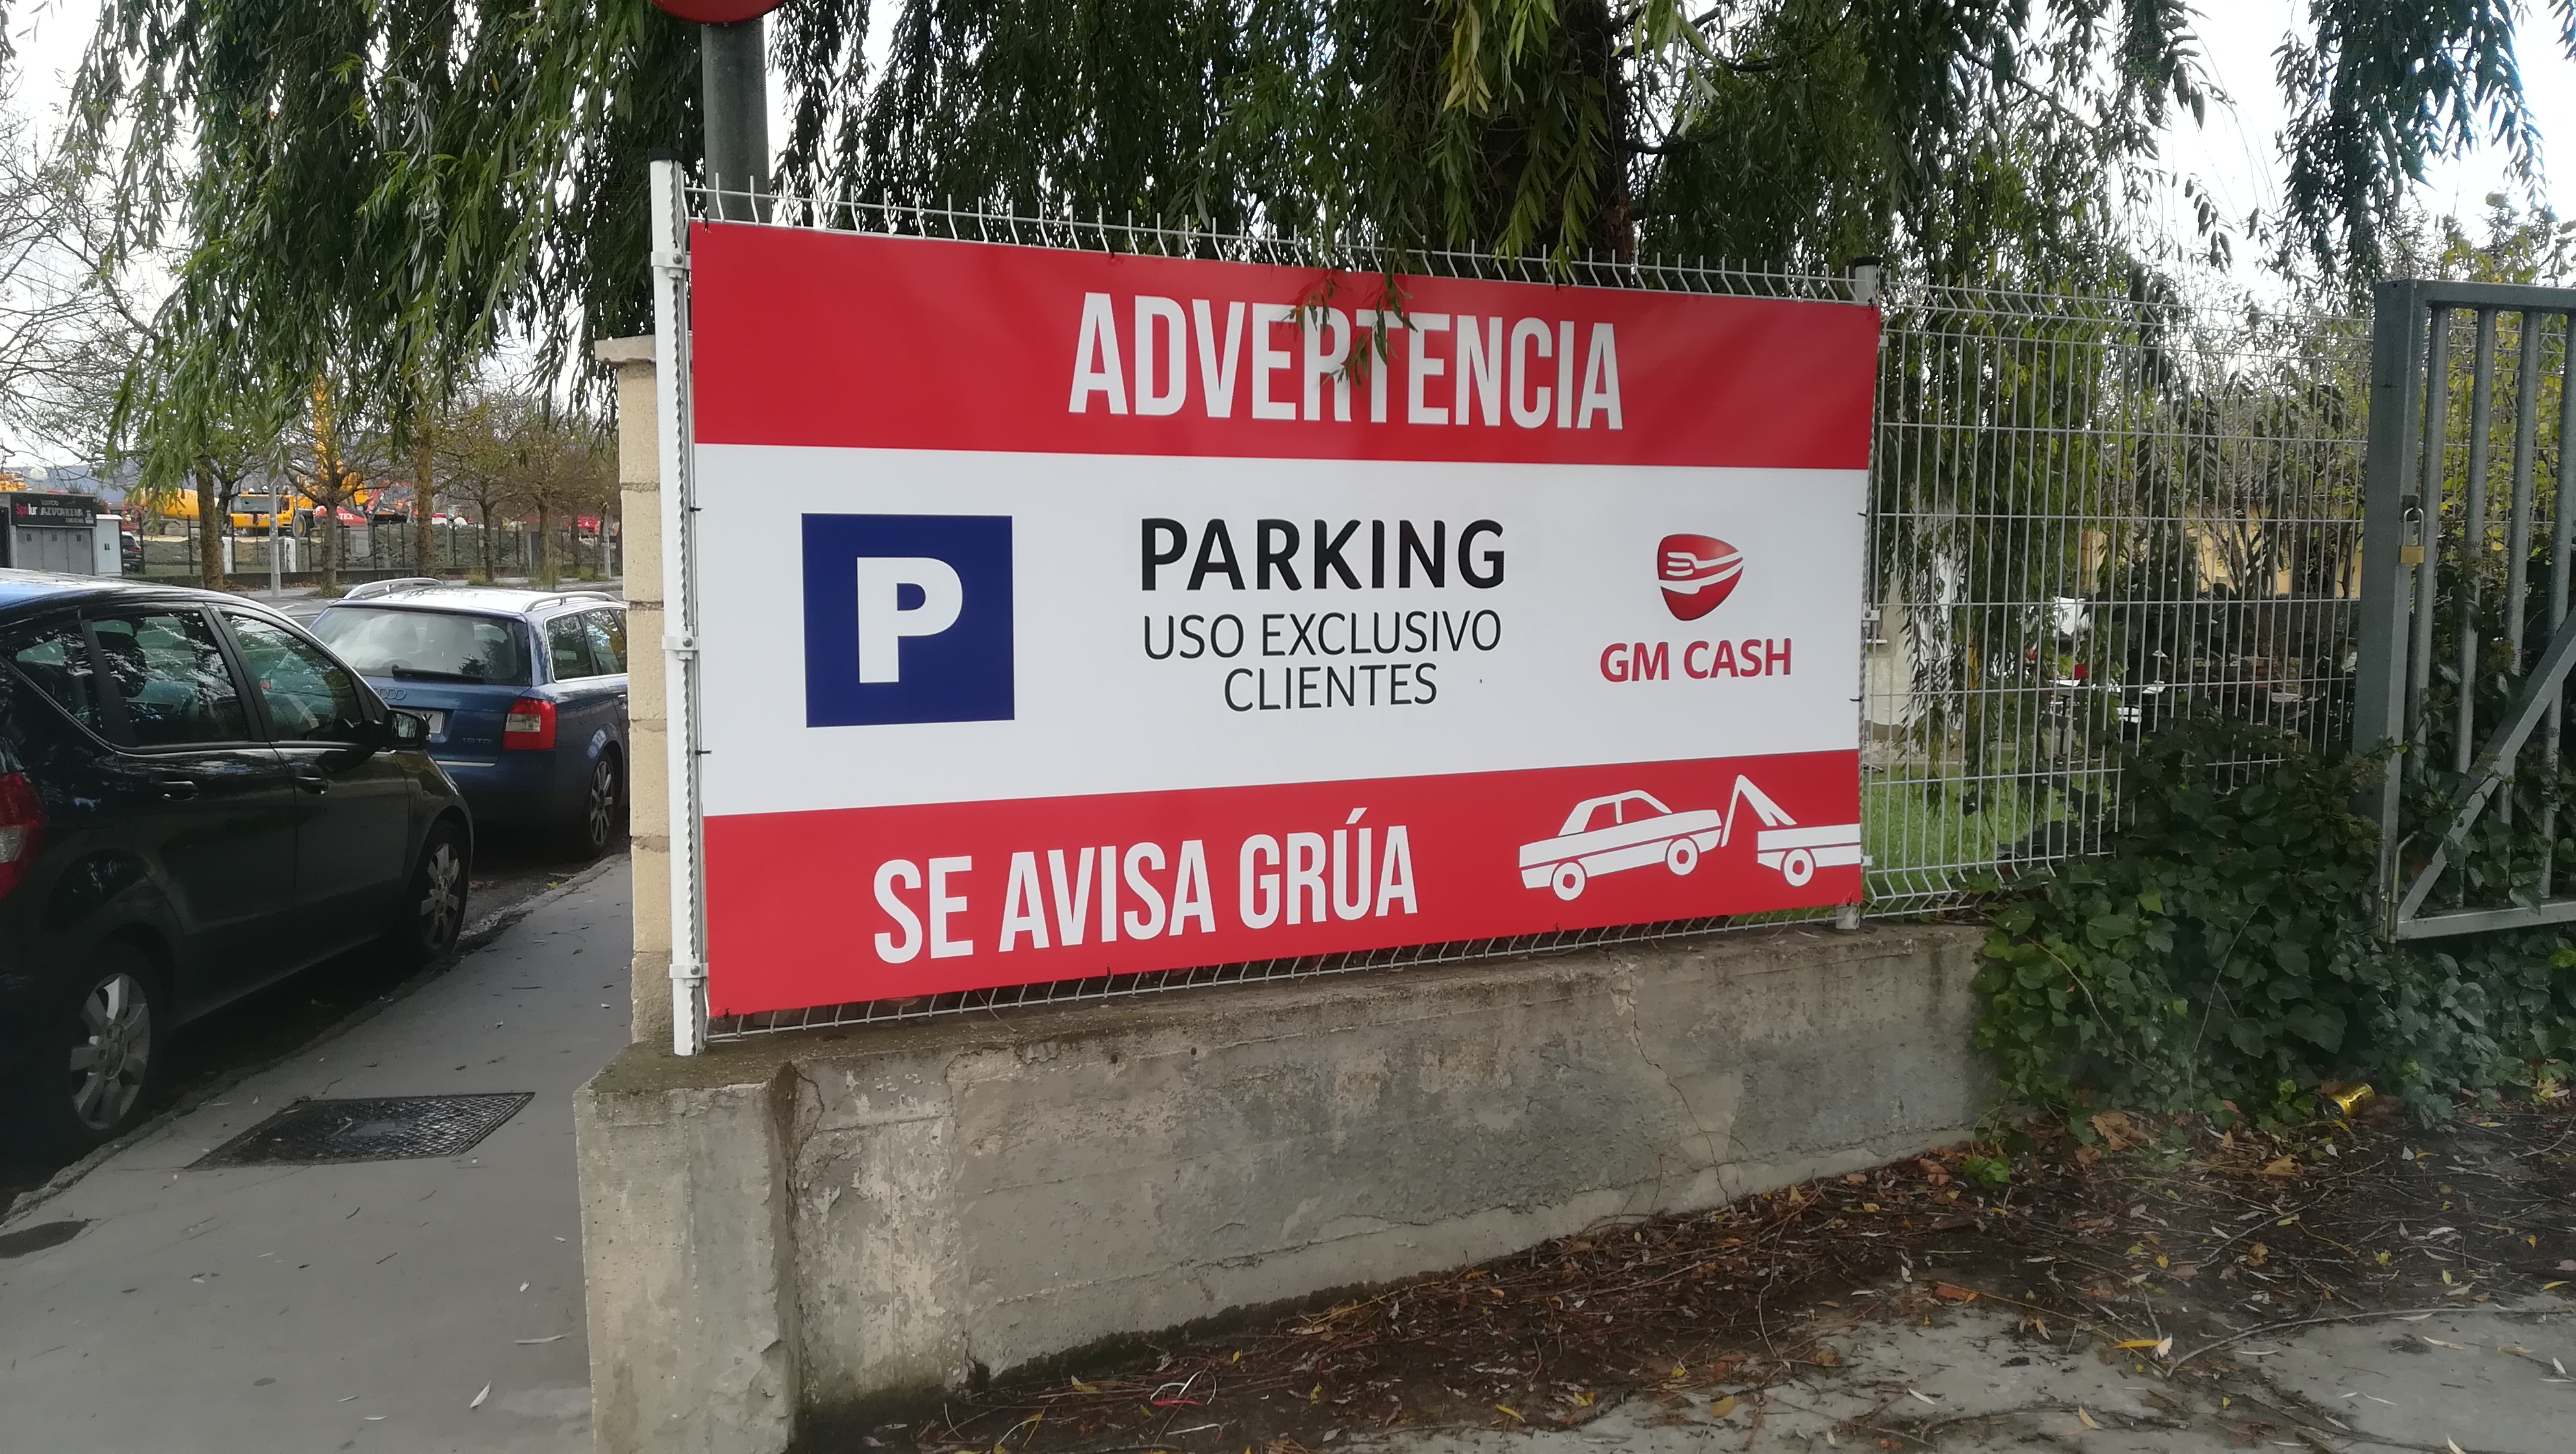 ADVERTENCIA
P
PARKING
USO EXCLUSIVO
CLIENTES
GM CASH
SE AVISA GRÚA